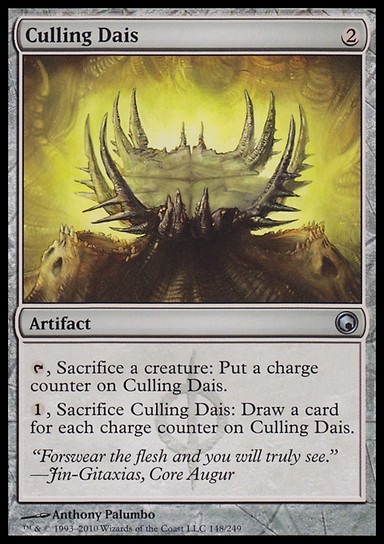 Culling Dais 2
Artifact
, Sacrifice a creature: Put a charge
counter on Culling Dais.
1, Sacrifice Culling Dais: Draw a card
for each charge counter on Culling Dais.
“Forswear the flesh and you will truly see.”
—Jin-Gitaxias, Core Augur
Anthony Palumbo
™ & © 1993–2010 Wizards of the Coast LLC 148/249